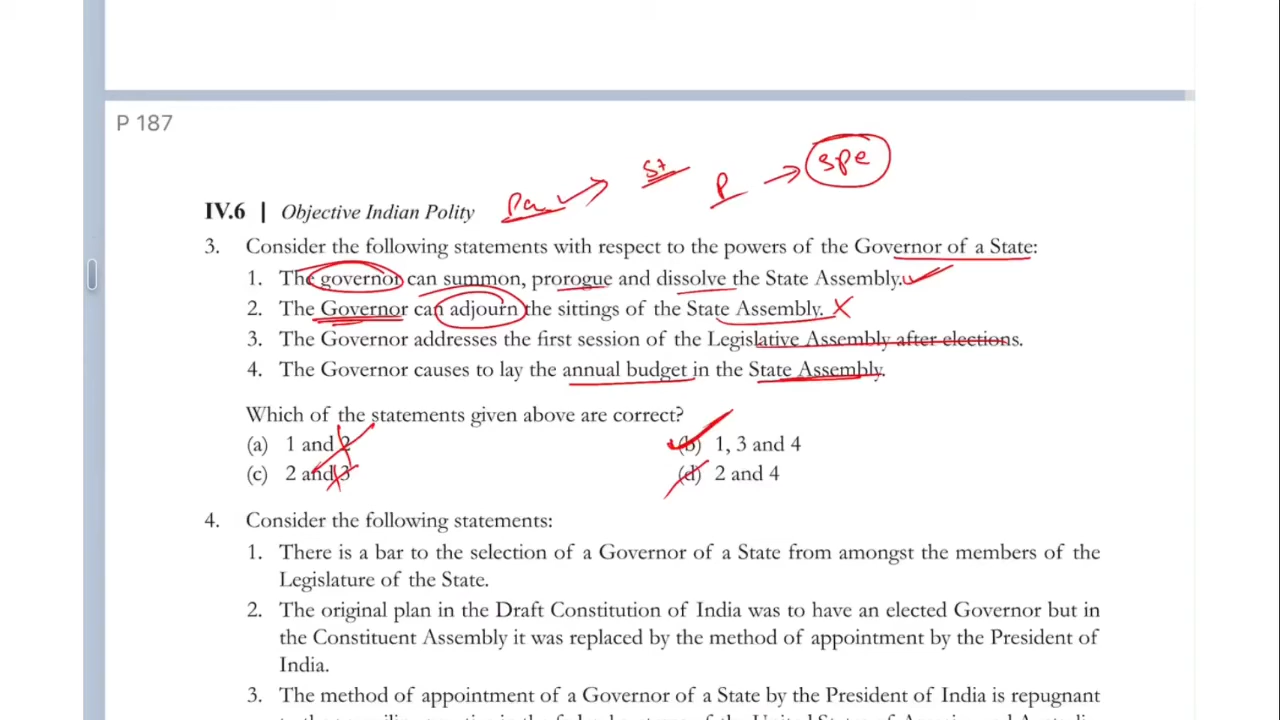 P 187
Pa St P spe
IV.6 | Objective Indian Polity
3. Consider the following statements with respect to the powers of the Governor of a State:
1. The governor can summon, prorogue and dissolve the State Assembly.
2. The Governor can adjourn the sittings of the State Assembly.
3. The Governor addresses the first session of the Legislative Assembly after elections.
4. The Governor causes to lay the annual budget in the State Assembly.
Which of the statements given above are correct?
(a) 1 and 2 (b) 1, 3 and 4
(c) 2 and 3 (d) 2 and 4
4. Consider the following statements:
1. There is a bar to the selection of a Governor of a State from amongst the members of the
Legislature of the State.
2. The original plan in the Draft Constitution of India was to have an elected Governor but in
the Constituent Assembly it was replaced by the method of appointment by the President of
India.
3. The method of appointment of a Governor of a State by the President of India is repugnant